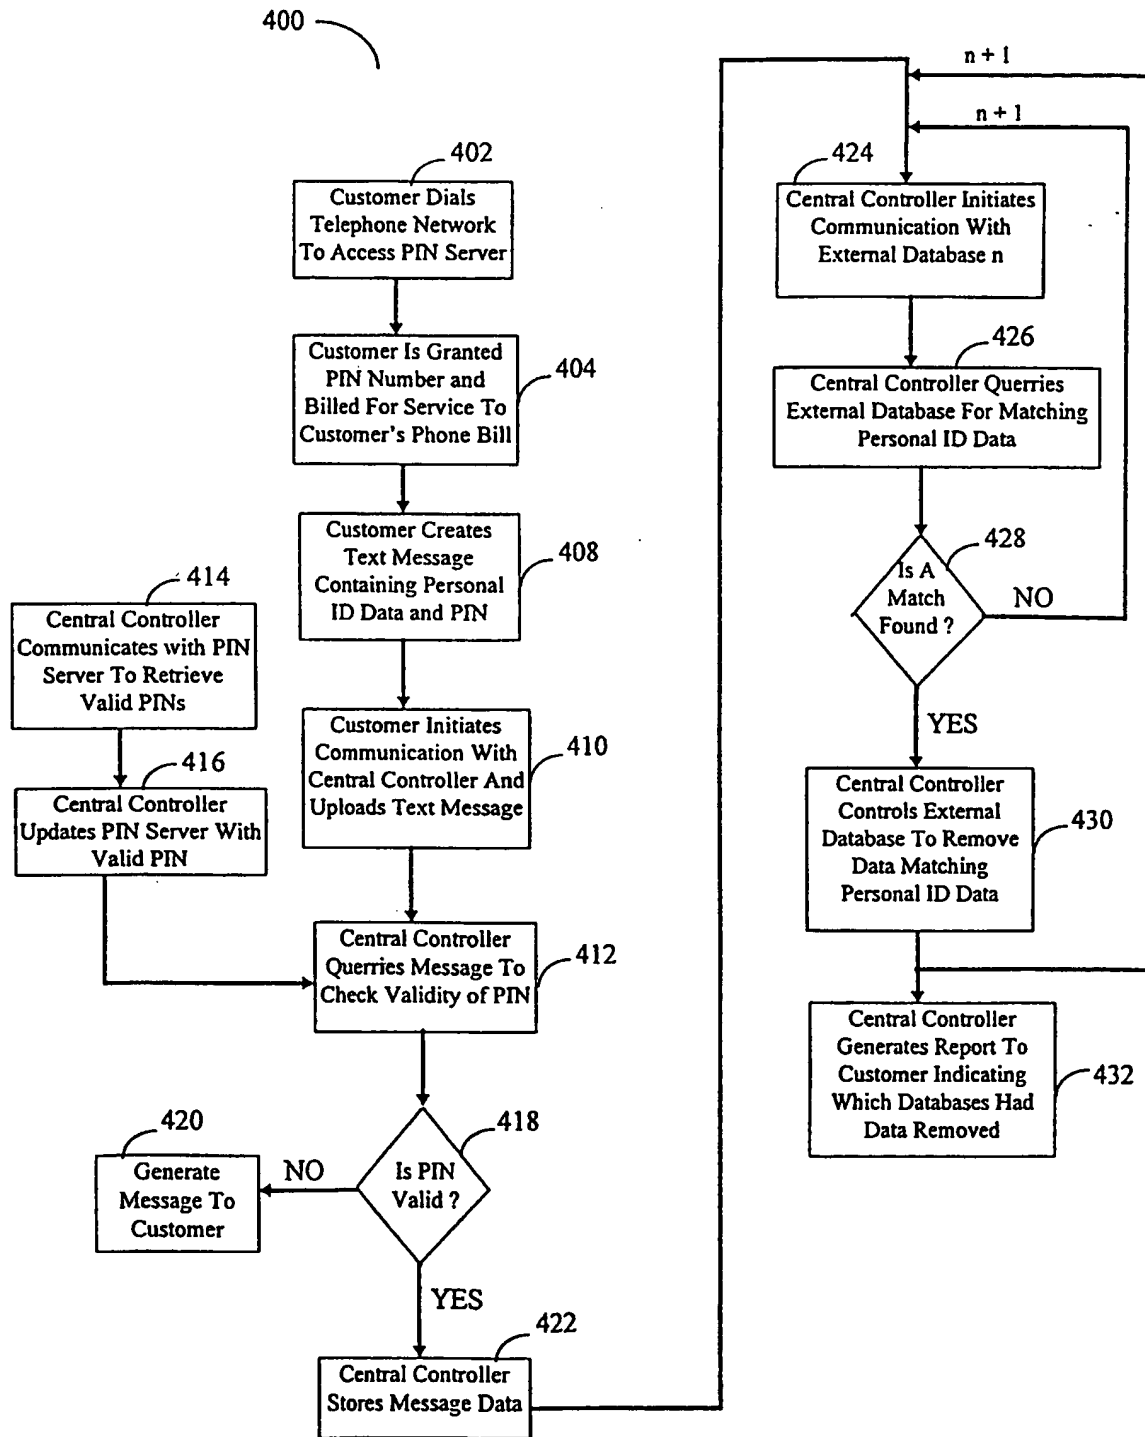 400
402
Customer Dials
Telephone Network
To Access PIN Server
Customer Is Granted
PIN Number and
Billed For Service To
Customer's Phone Bill
404
Customer Creates
Text Message
Containing Personal
ID Data and PIN
408
414
Central Controller
Communicates with PIN
Server To Retrieve
Valid PINs
416
Central Controller
Updates PIN Server With
Valid PIN
Customer Initiates
Communication With
Central Controller And
Uploads Text Message
410
Central Controller
Querries Message To
Check Validity of PIN
412
418
Is PIN
Valid ?
NO
420
Generate
Message To
Customer
YES
422
Central Controller
Stores Message Data
n + 1
n + 1
424
Central Controller Initiates
Communication With
External Database n
426
Central Controller Querries
External Database For Matching
Personal ID Data
428
Is A
Match
Found ?
NO
YES
Central Controller
Controls External
Database To Remove
Data Matching
Personal ID Data
430
Central Controller
Generates Report To
Customer Indicating
Which Databases Had
Data Removed
432